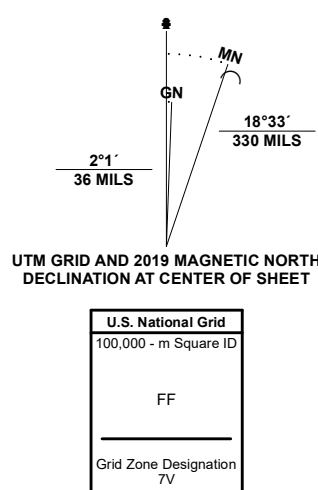 MN
GN
18°33´
330 MILS
2°1´
36 MILS
UTM GRID AND 2019 MAGNETIC NORTH
DECLINATION AT CENTER OF SHEET
U.S. National Grid
100,000 - m Square ID
FF
Grid Zone Designation
7V